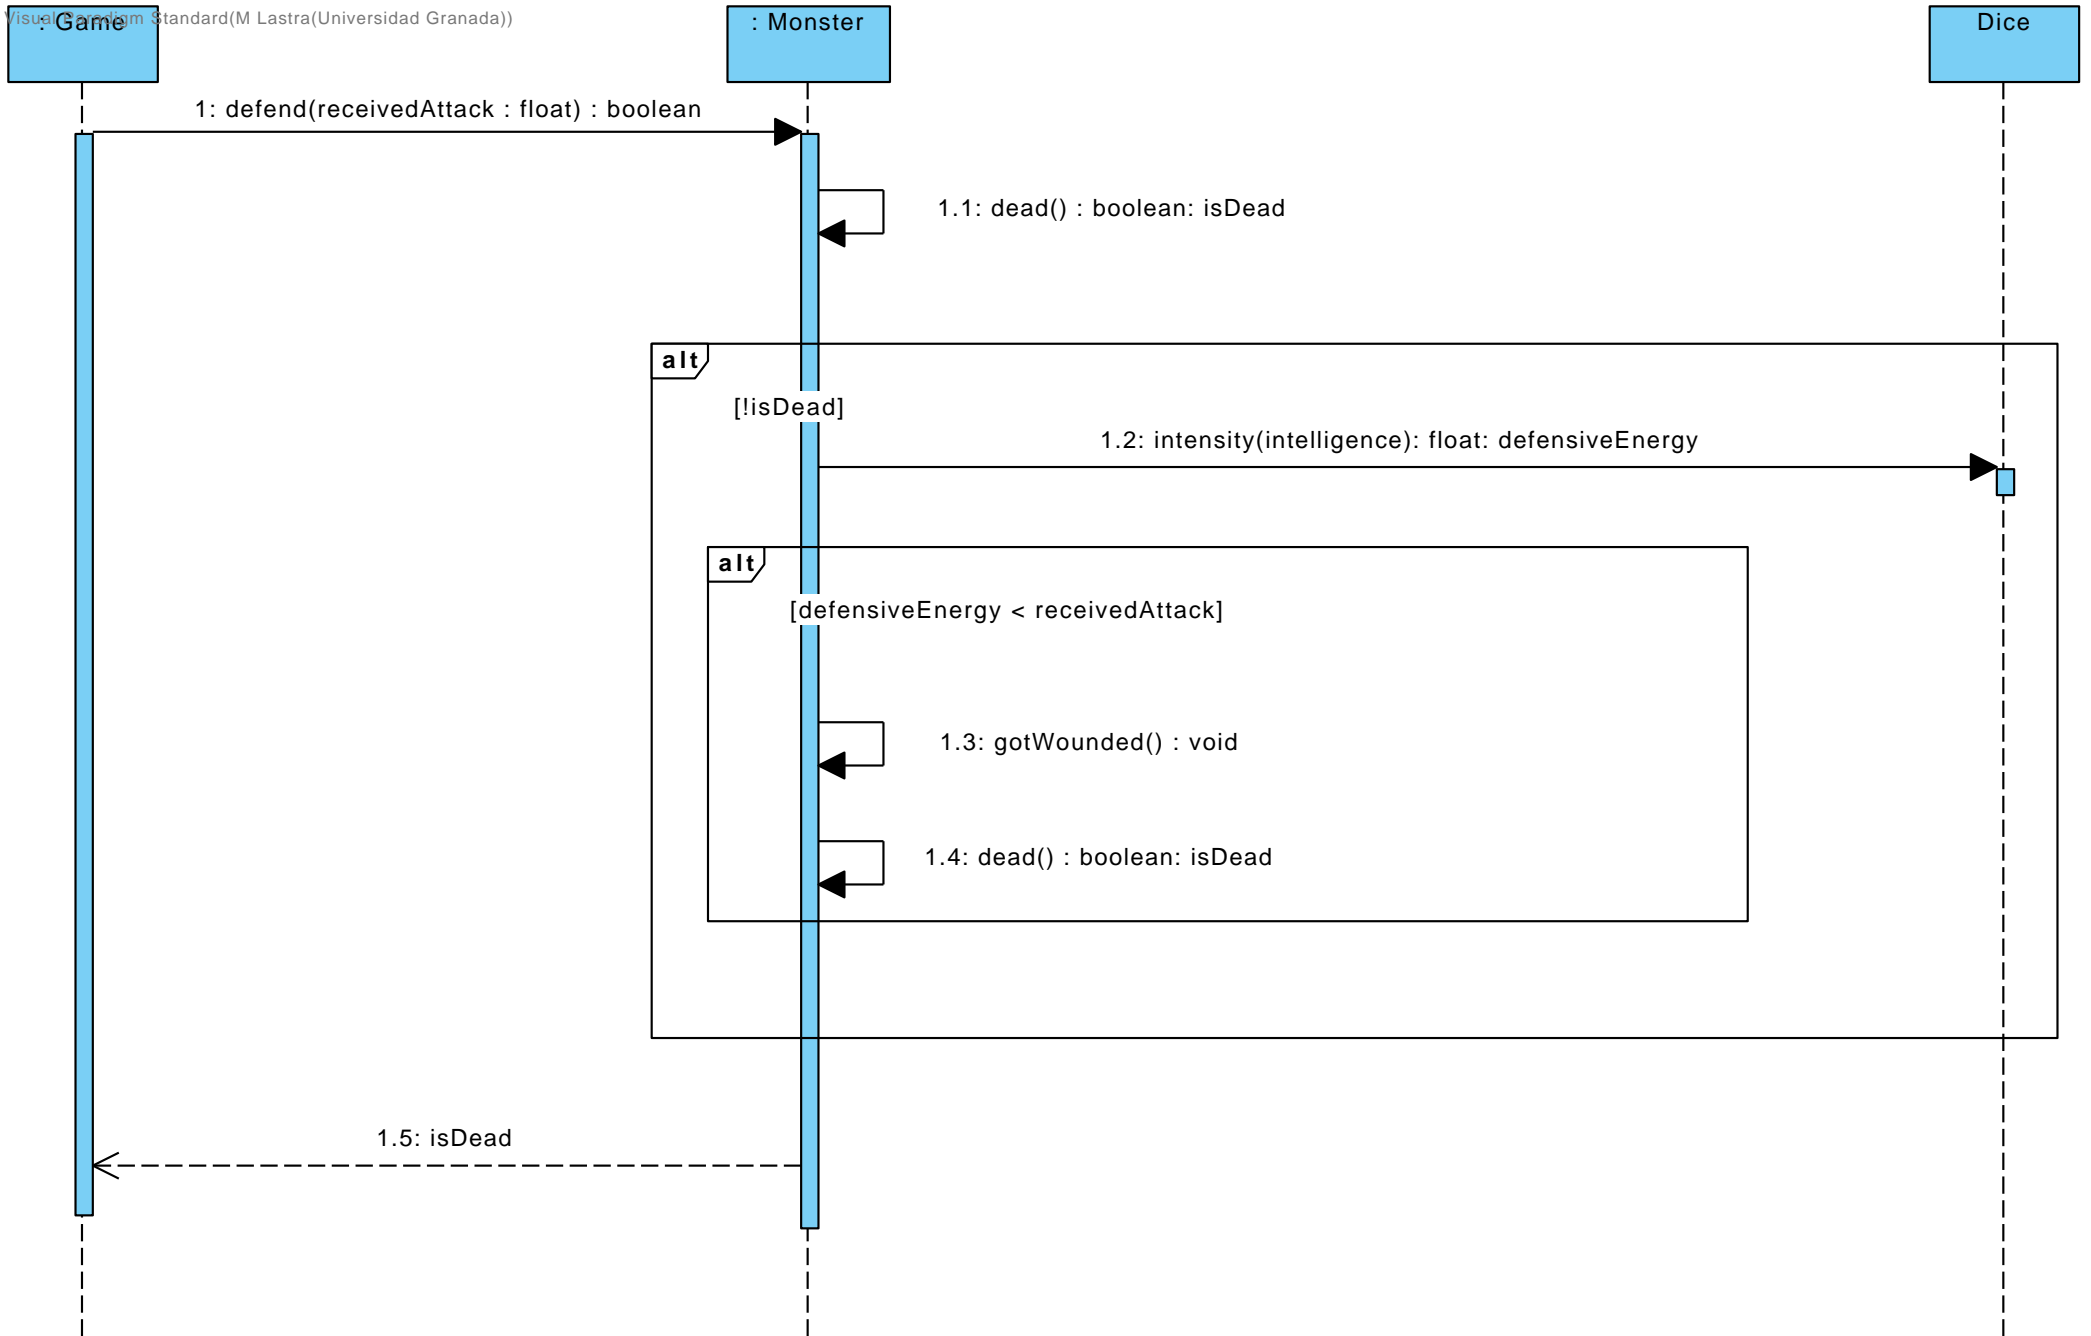 Visual Paradigm Standard(M Lastra(Universidad Granada))
: Game
: Monster
Dice
1: defend(receivedAttack : float) : boolean
1.1: dead() : boolean: isDead
alt
[!isDead]
1.2: intensity(intelligence): float: defensiveEnergy
alt
[defensiveEnergy < receivedAttack]
1.3: gotWounded() : void
1.4: dead() : boolean: isDead
1.5: isDead